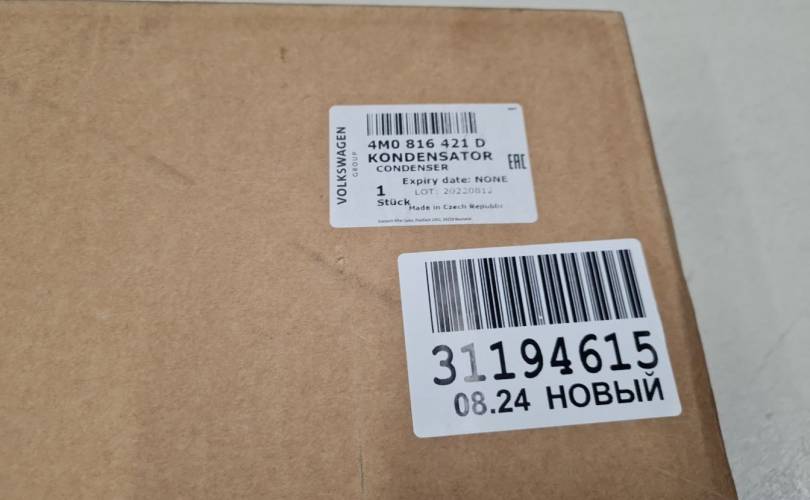 VOLKSWAGEN
GROUP
4M0 816 421 D
KONDENSATOR
CONDENSER
EAC
Expiry date: NONE
1
LOT: 20220812
Stück
Made in Czech Republic
31194615
08.24 НОВЫЙ